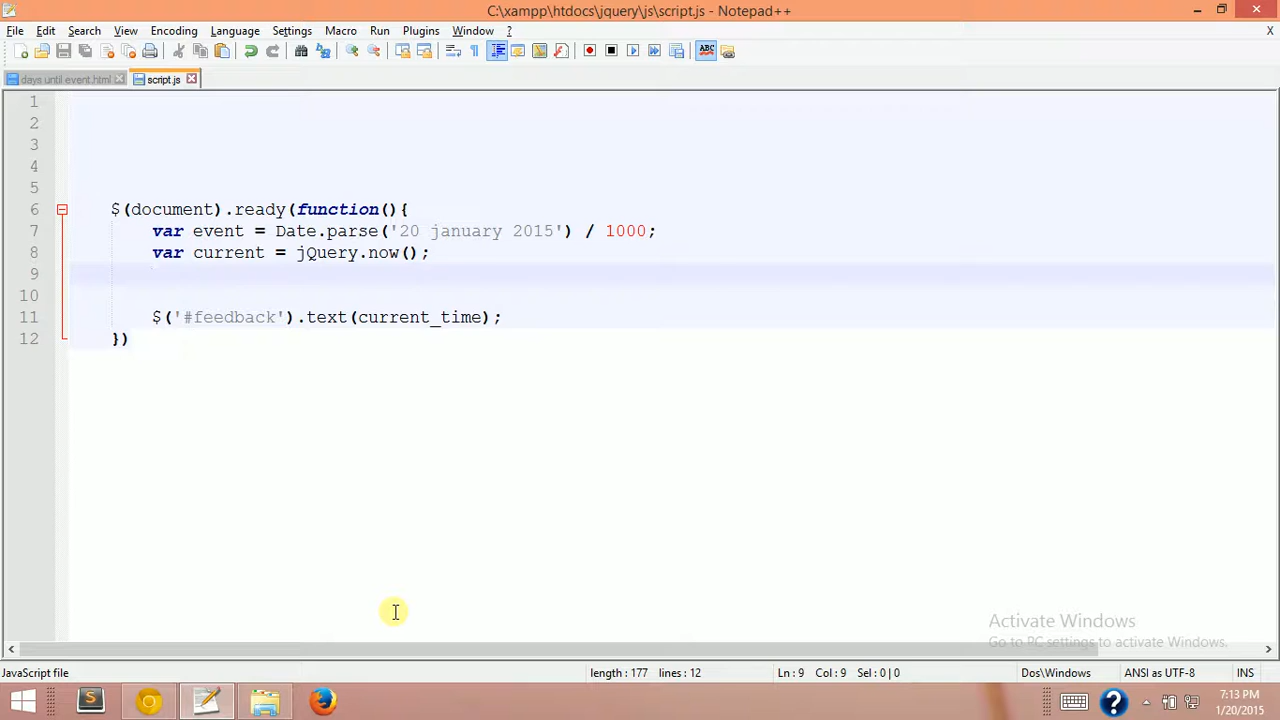 C:\xampp\htdocs\jquery\js\script.js - Notepad++
File Edit Search View Encoding Language Settings Macro Run Plugins Window ?
X
ABC
days until event.html script.js
1
2
3
4
5
6 $(document).ready(function(){
7 var event = Date.parse('20 january 2015') / 1000;
8 var current = jQuery.now();
9
10
11 $('#feedback').text(current_time);
12 })
Activate Windows
Go to PC settings to activate Windows.
JavaScript file length : 177 lines : 12 Ln : 9 Col : 9 Sel : 0 | 0 Dos\Windows ANSI as UTF-8 INS
7:13 PM
1/20/2015